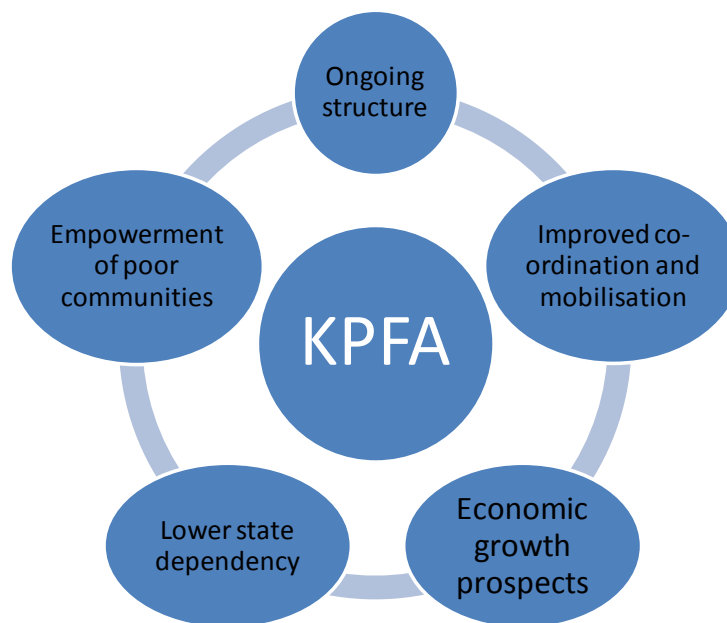 Ongoing
structure
Improved co-
ordination and
mobilisation
Economic
growth
prospects
Lower state
dependency
Empowerment
of poor
communities
KPFA